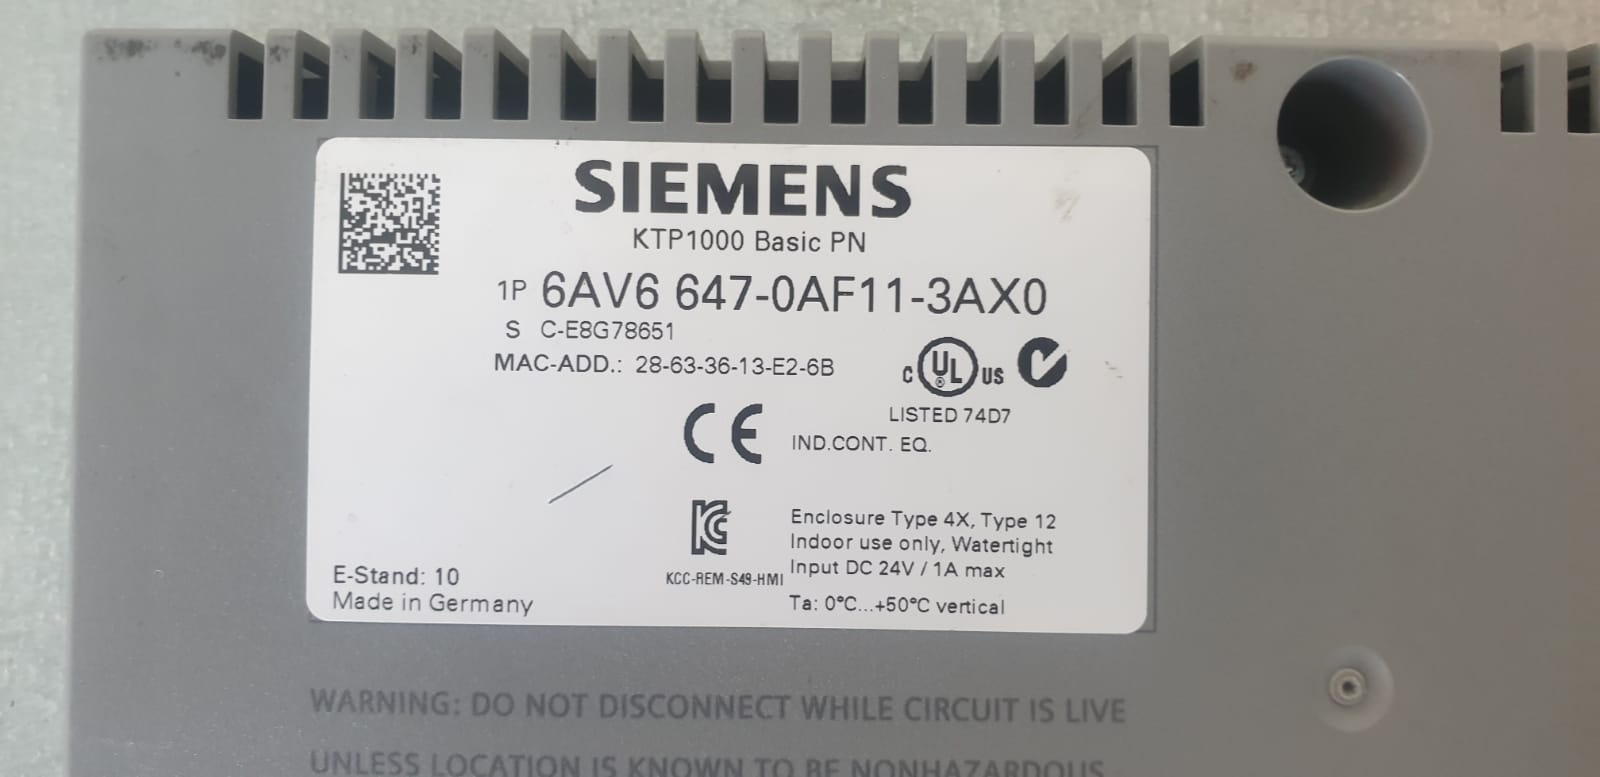 SIEMENS
KTP1000 Basic PN
1P 6AV6 647-0AF11-3AX0
S C-E8G78651
MAC-ADD.: 28-63-36-13-E2-6B
C UL ® US
LISTED 74D7
CE
IND.CONT. EQ.
KCC-REM-S49-HMI
Enclosure Type 4X, Type 12
Indoor use only, Watertight
Input DC 24V / 1A max
Ta: 0°C...+50°C vertical
E-Stand: 10
Made in Germany
WARNING: DO NOT DISCONNECT WHILE CIRCUIT IS LIVE
UNLESS LOCATION IS KNOWN TO BE NONHAZARDOUS